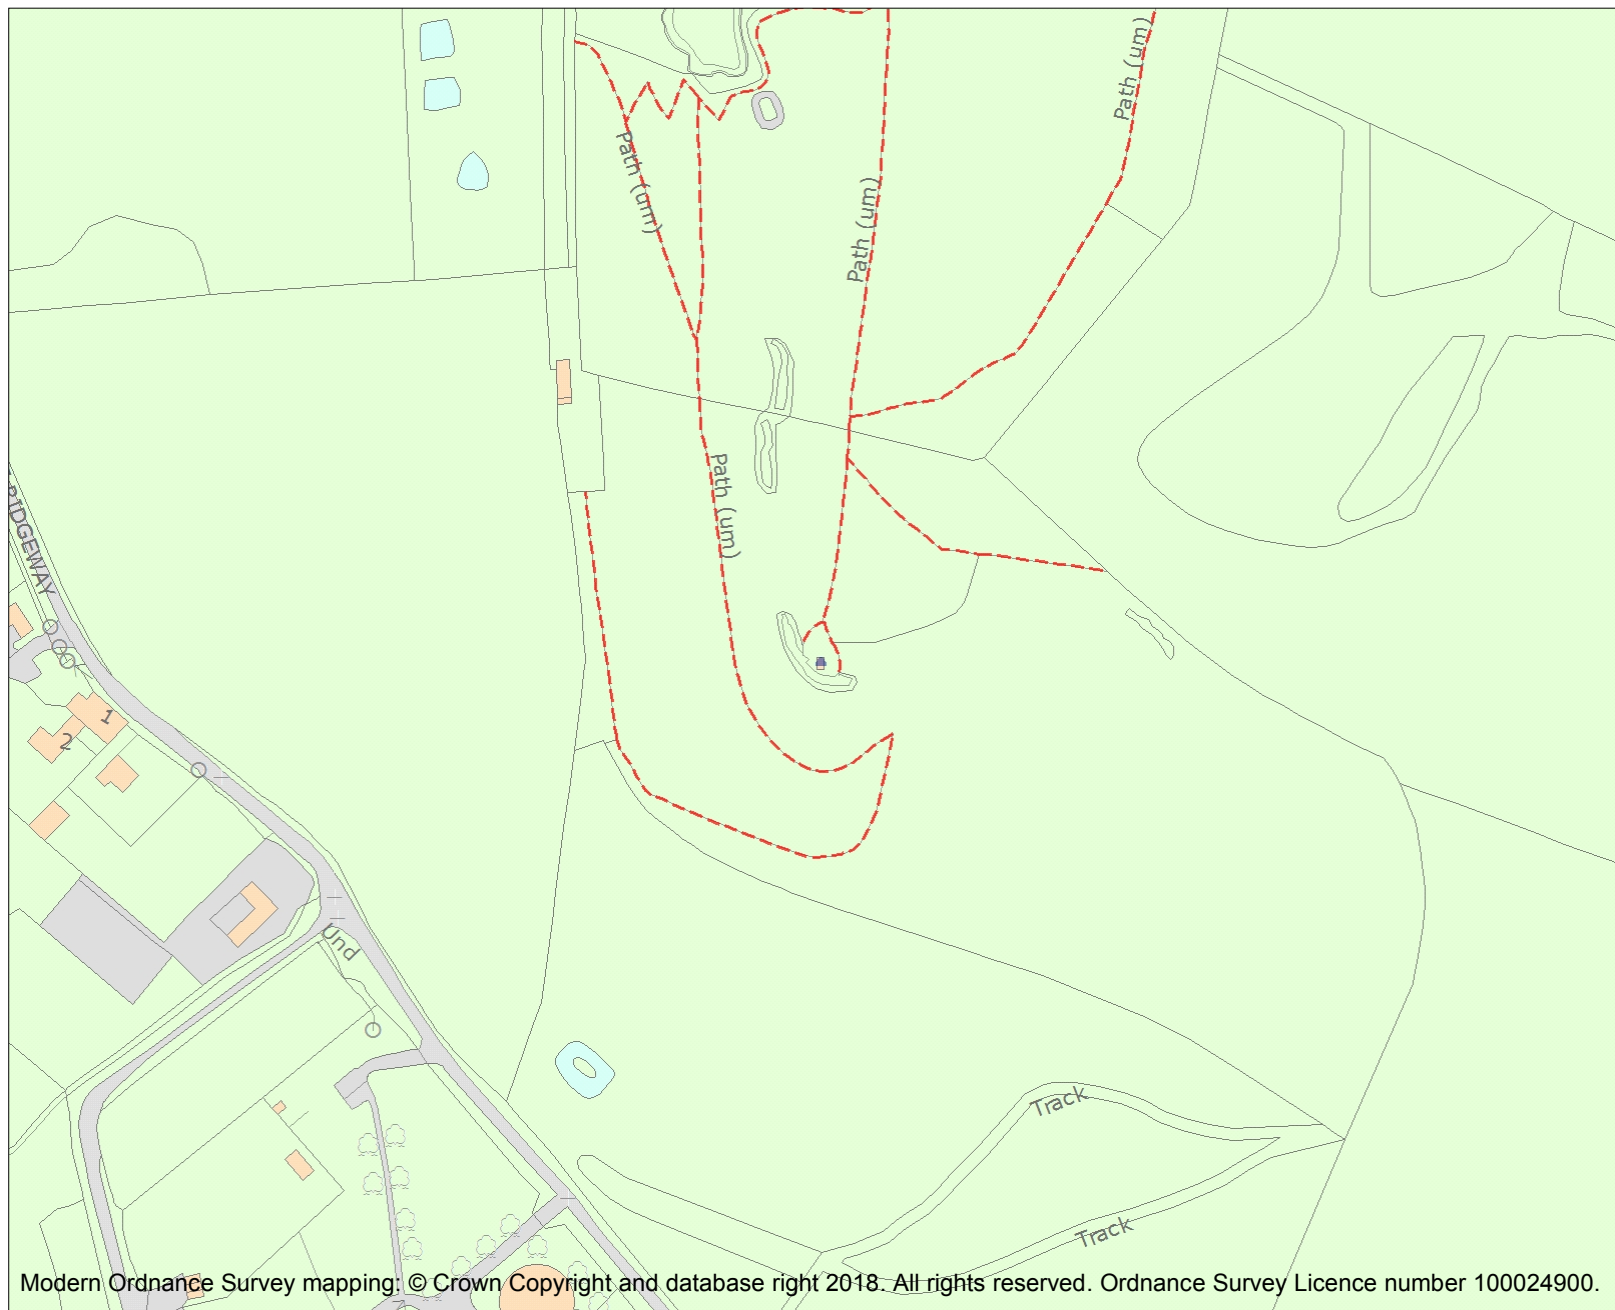 Path (um)
Path (um)
Path (um)
Path (um)
RIDGEWAY
1
2
Und
Track
Track
Modern Ordnance Survey mapping: © Crown Copyright and database right 2018. All rights reserved. Ordnance Survey Licence number 100024900.